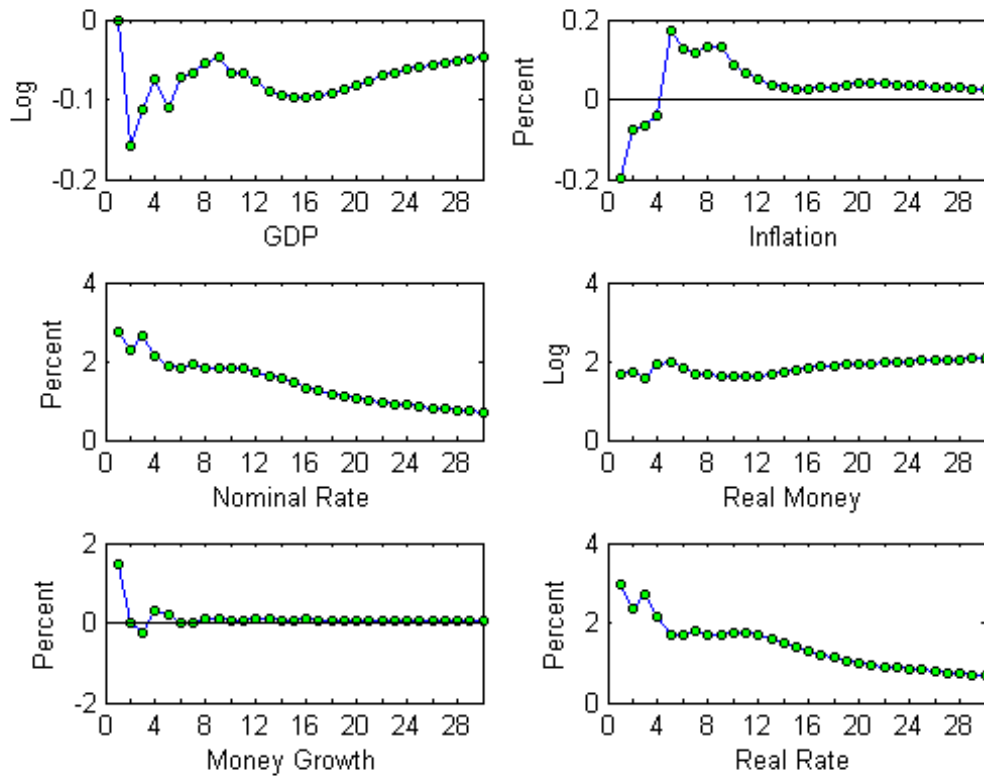 0
-0.1
-0.2
Log
0 4 8 12 16 20 24 28
GDP
0.2
0
-0.2
Percent
0 4 8 12 16 20 24 28
Inflation
4
2
0
Percent
0 4 8 12 16 20 24 28
Nominal Rate
4
2
0
Log
0 4 8 12 16 20 24 28
Real Money
2
0
-2
Percent
0 4 8 12 16 20 24 28
Money Growth
4
2
0
Percent
0 4 8 12 16 20 24 28
Real Rate